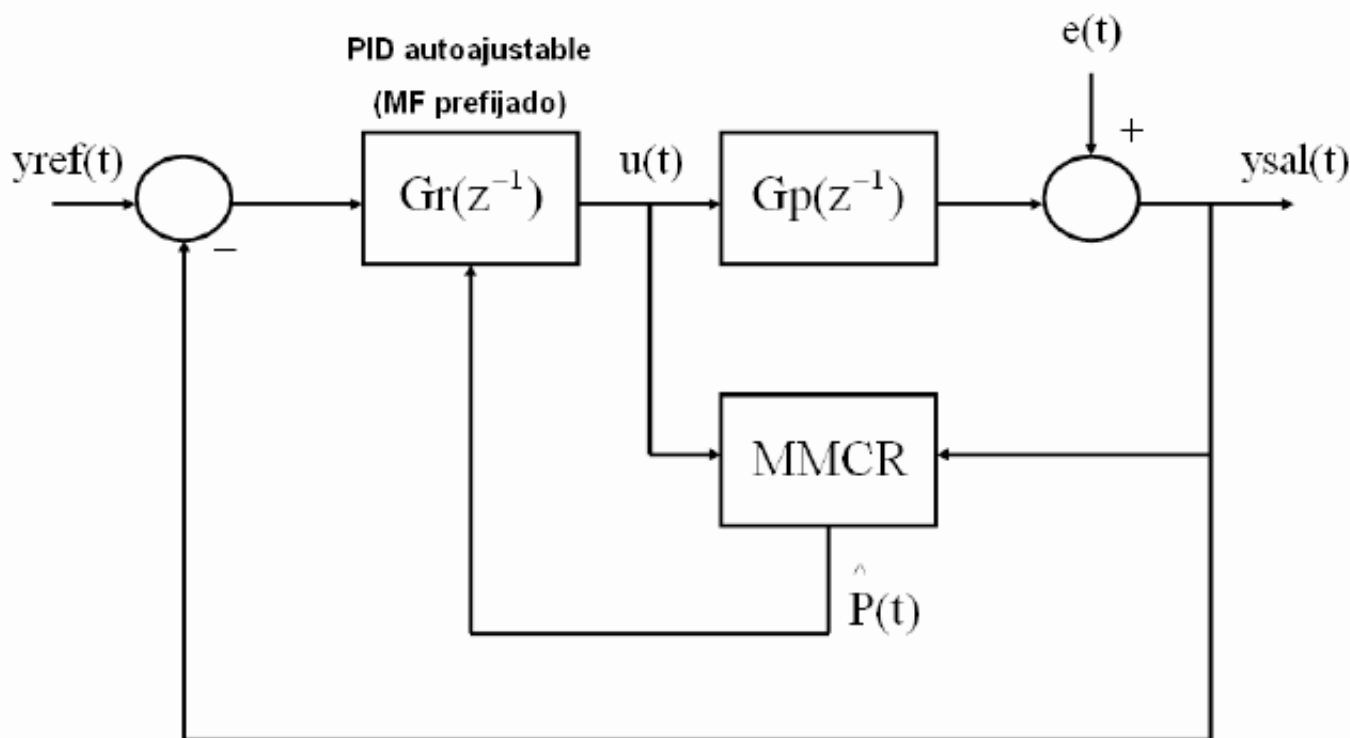 PID autoajustable
(MF prefijado)
e(t)
+
yref(t)
−
Gr(z⁻¹)
u(t)
Gp(z⁻¹)
ysal(t)
MMCR
^
P(t)